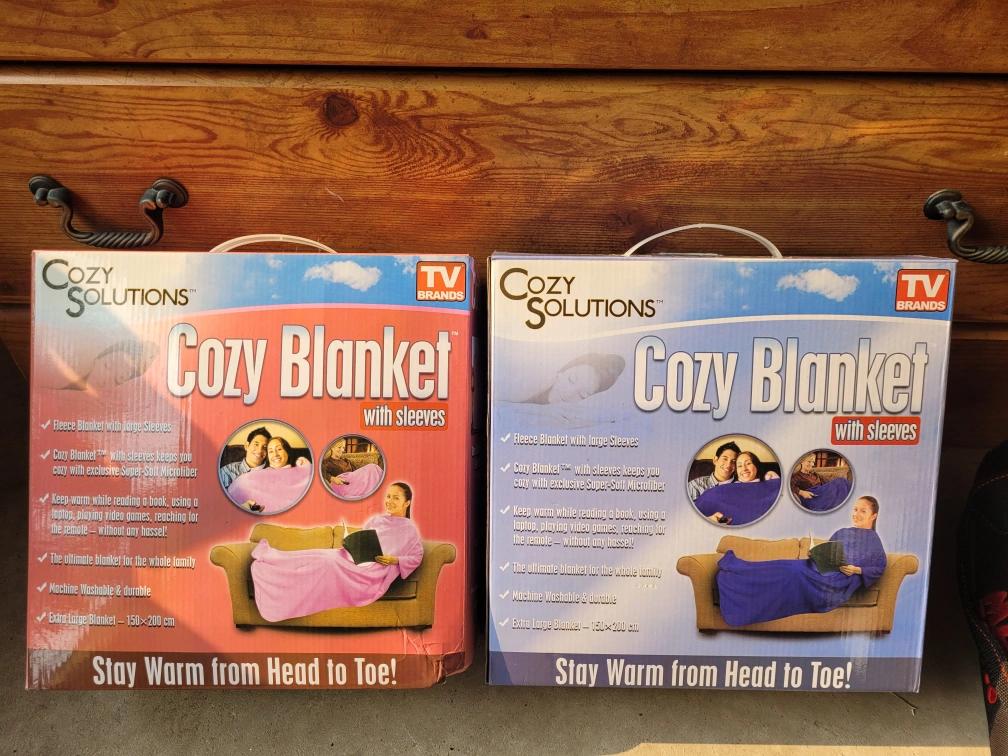 COZY
SOLUTIONS™
TV
BRANDS
Cozy Blanket™
with sleeves
✓ Fleece Blanket with large Sleeves
✓ Cozy Blanket™ with sleeves keeps you
cozy with exclusive Super-Soft Microfiber
✓ Keep warm while reading a book, using a
laptop, playing video games, reaching for
the remote – without any hassel!
✓ The ultimate blanket for the whole family
✓ Machine Washable & durable
✓ Extra Large Blanket – 150×200 cm
Stay Warm from Head to Toe!
COZY
SOLUTIONS™
TV
BRANDS
Cozy Blanket
with sleeves
✓ Fleece Blanket with large Sleeves
✓ Cozy Blanket™ with sleeves keeps you
cozy with exclusive Super-Soft Microfiber
✓ Keep warm while reading a book, using a
laptop, playing video games, reaching for
the remote – without any hassel!
✓ The ultimate blanket for the whole family
✓ Machine Washable & durable
✓ Extra Large Blanket – 150×200 cm
Stay Warm from Head to Toe!